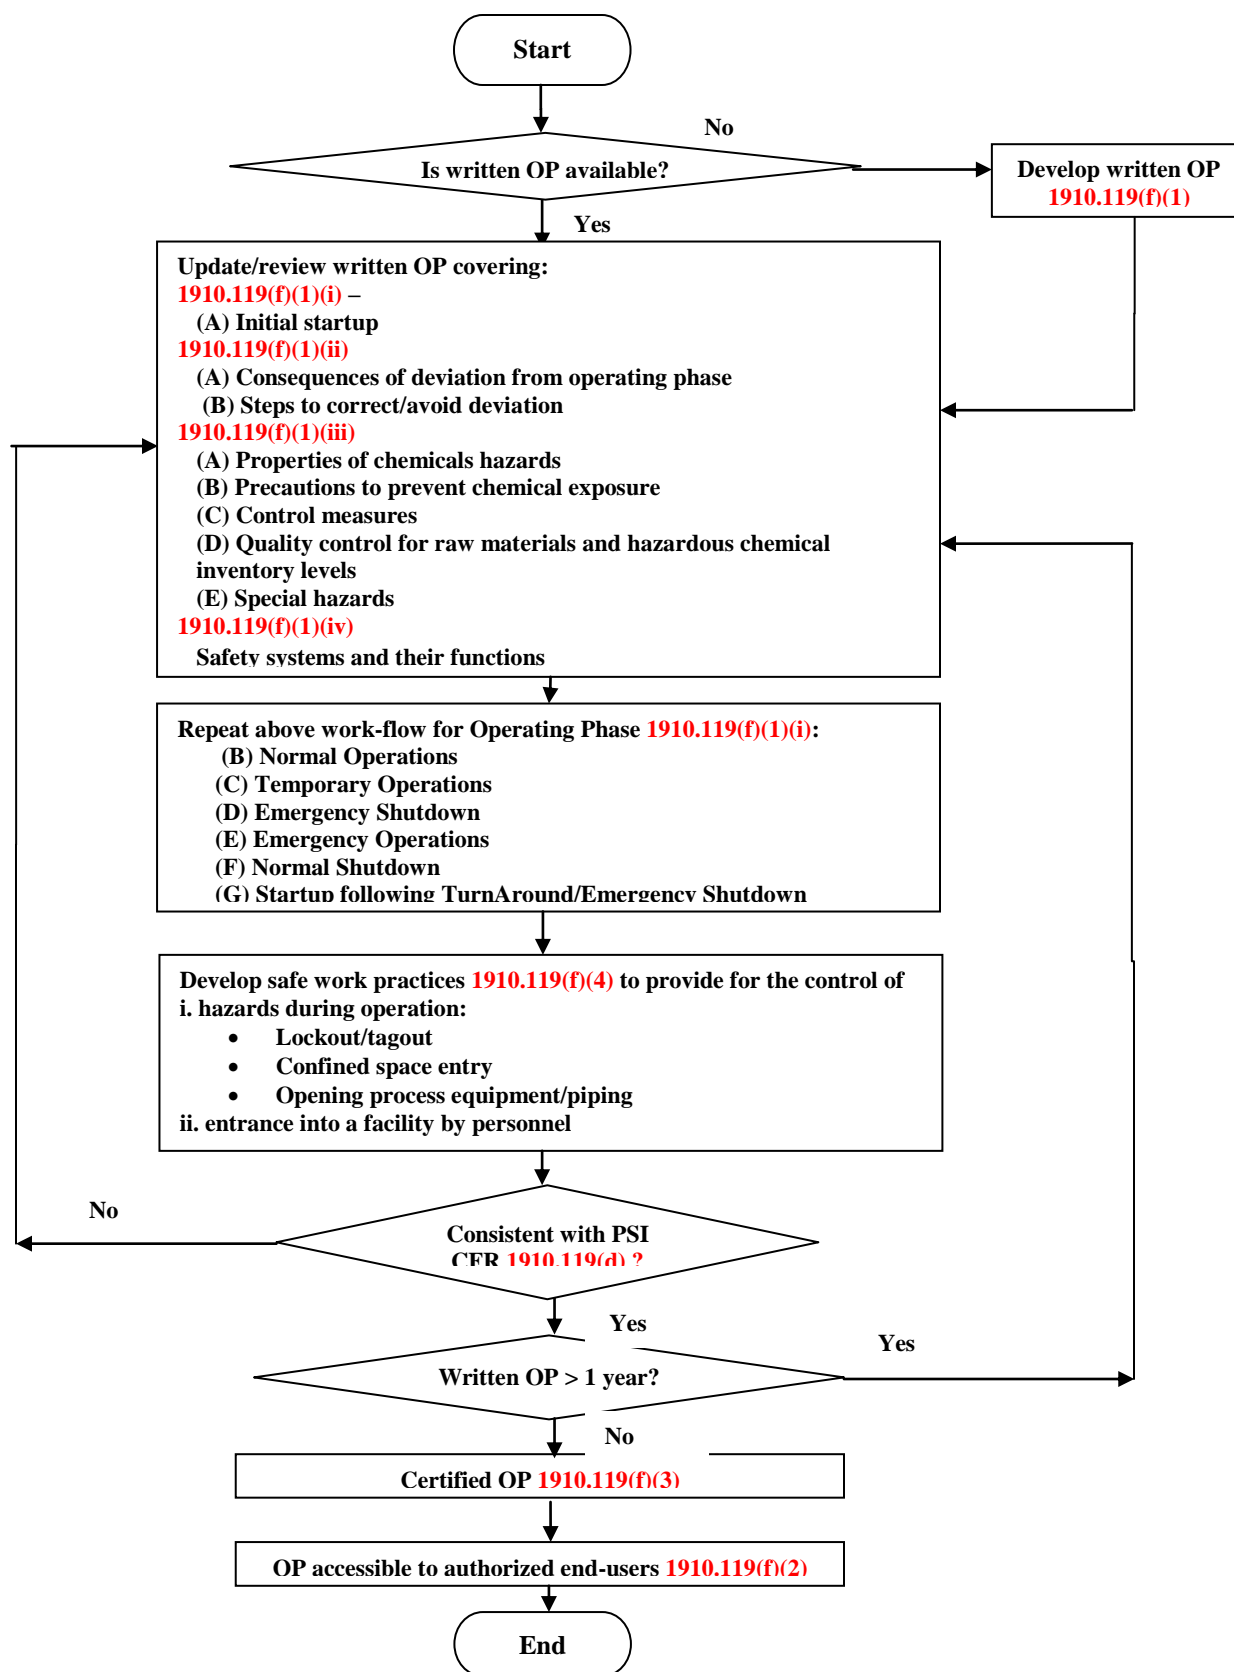 Start
No
Is written OP available?
Develop written OP
1910.119(f)(1)
Yes
Update/review written OP covering:
1910.119(f)(1)(i) –
(A) Initial startup
1910.119(f)(1)(ii)
(A) Consequences of deviation from operating phase
(B) Steps to correct/avoid deviation
1910.119(f)(1)(iii)
(A) Properties of chemicals hazards
(B) Precautions to prevent chemical exposure
(C) Control measures
(D) Quality control for raw materials and hazardous chemical
inventory levels
(E) Special hazards
1910.119(f)(1)(iv)
Safety systems and their functions
Repeat above work-flow for Operating Phase 1910.119(f)(1)(i):
(B) Normal Operations
(C) Temporary Operations
(D) Emergency Shutdown
(E) Emergency Operations
(F) Normal Shutdown
(G) Startup following TurnAround/Emergency Shutdown
Develop safe work practices 1910.119(f)(4) to provide for the control of
i. hazards during operation:
• Lockout/tagout
• Confined space entry
• Opening process equipment/piping
ii. entrance into a facility by personnel
No
Consistent with PSI
CFR 1910.119(d) ?
Yes
Yes
Written OP > 1 year?
No
Certified OP 1910.119(f)(3)
OP accessible to authorized end-users 1910.119(f)(2)
End